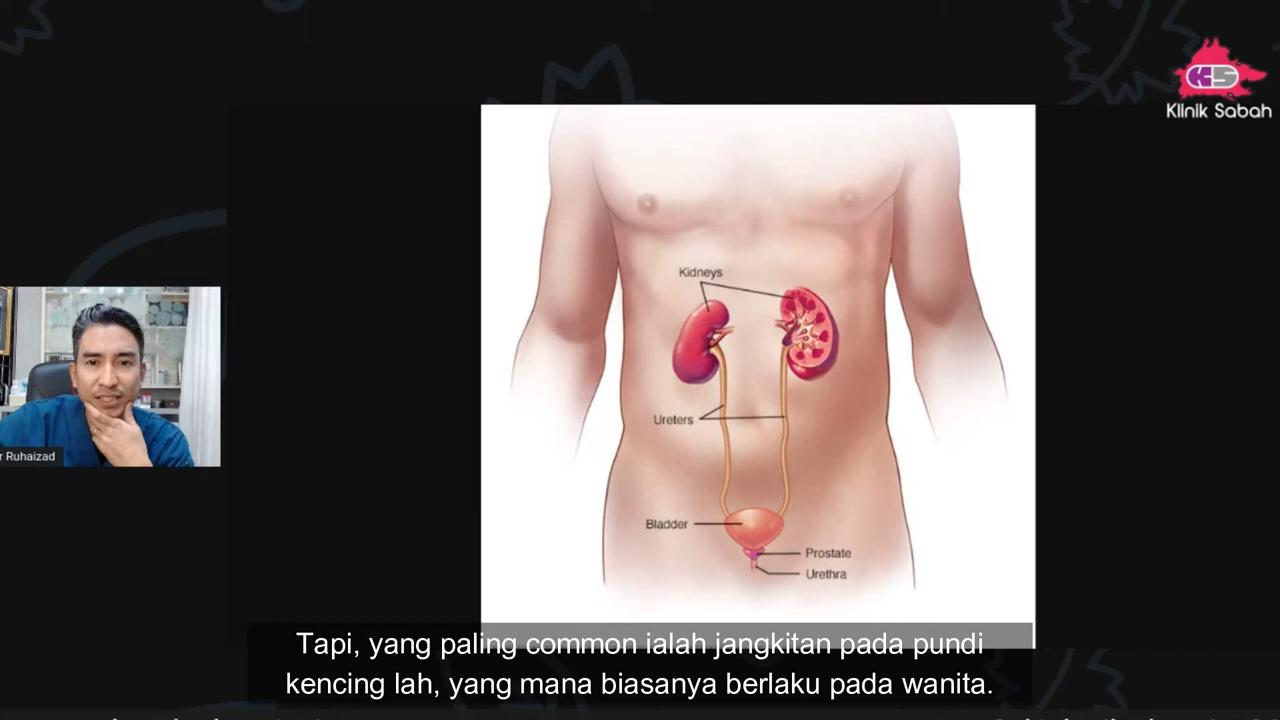 KS
Klinik Sabah
Kidneys
Ureters
Bladder
Prostate
Urethra
r Ruhaizad
Tapi, yang paling common ialah jangkitan pada pundi
kencing lah, yang mana biasanya berlaku pada wanita.